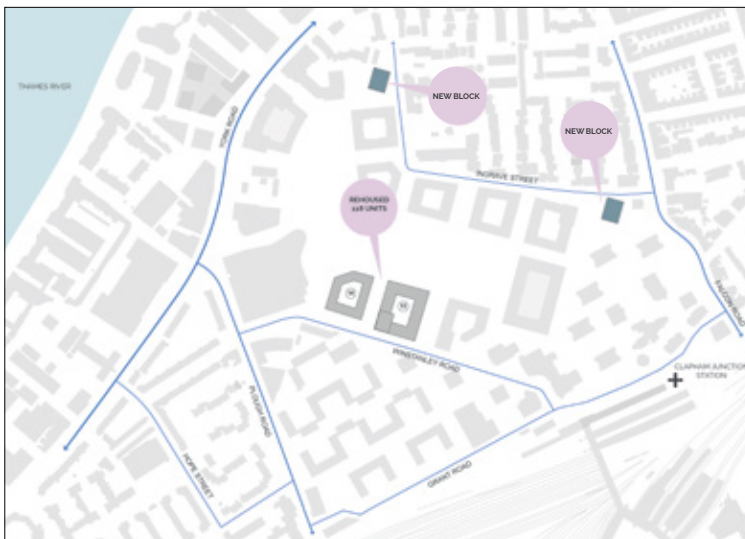 THAMES RIVER
YORK ROAD
NEW BLOCK
NEW BLOCK
INGRAVE STREET
REHOUSED
118 UNITS
FALCON ROAD
WINSTANLEY ROAD
CLAPHAM JUNCTION
STATION
PLOUGH ROAD
HOPE STREET
GRANT ROAD